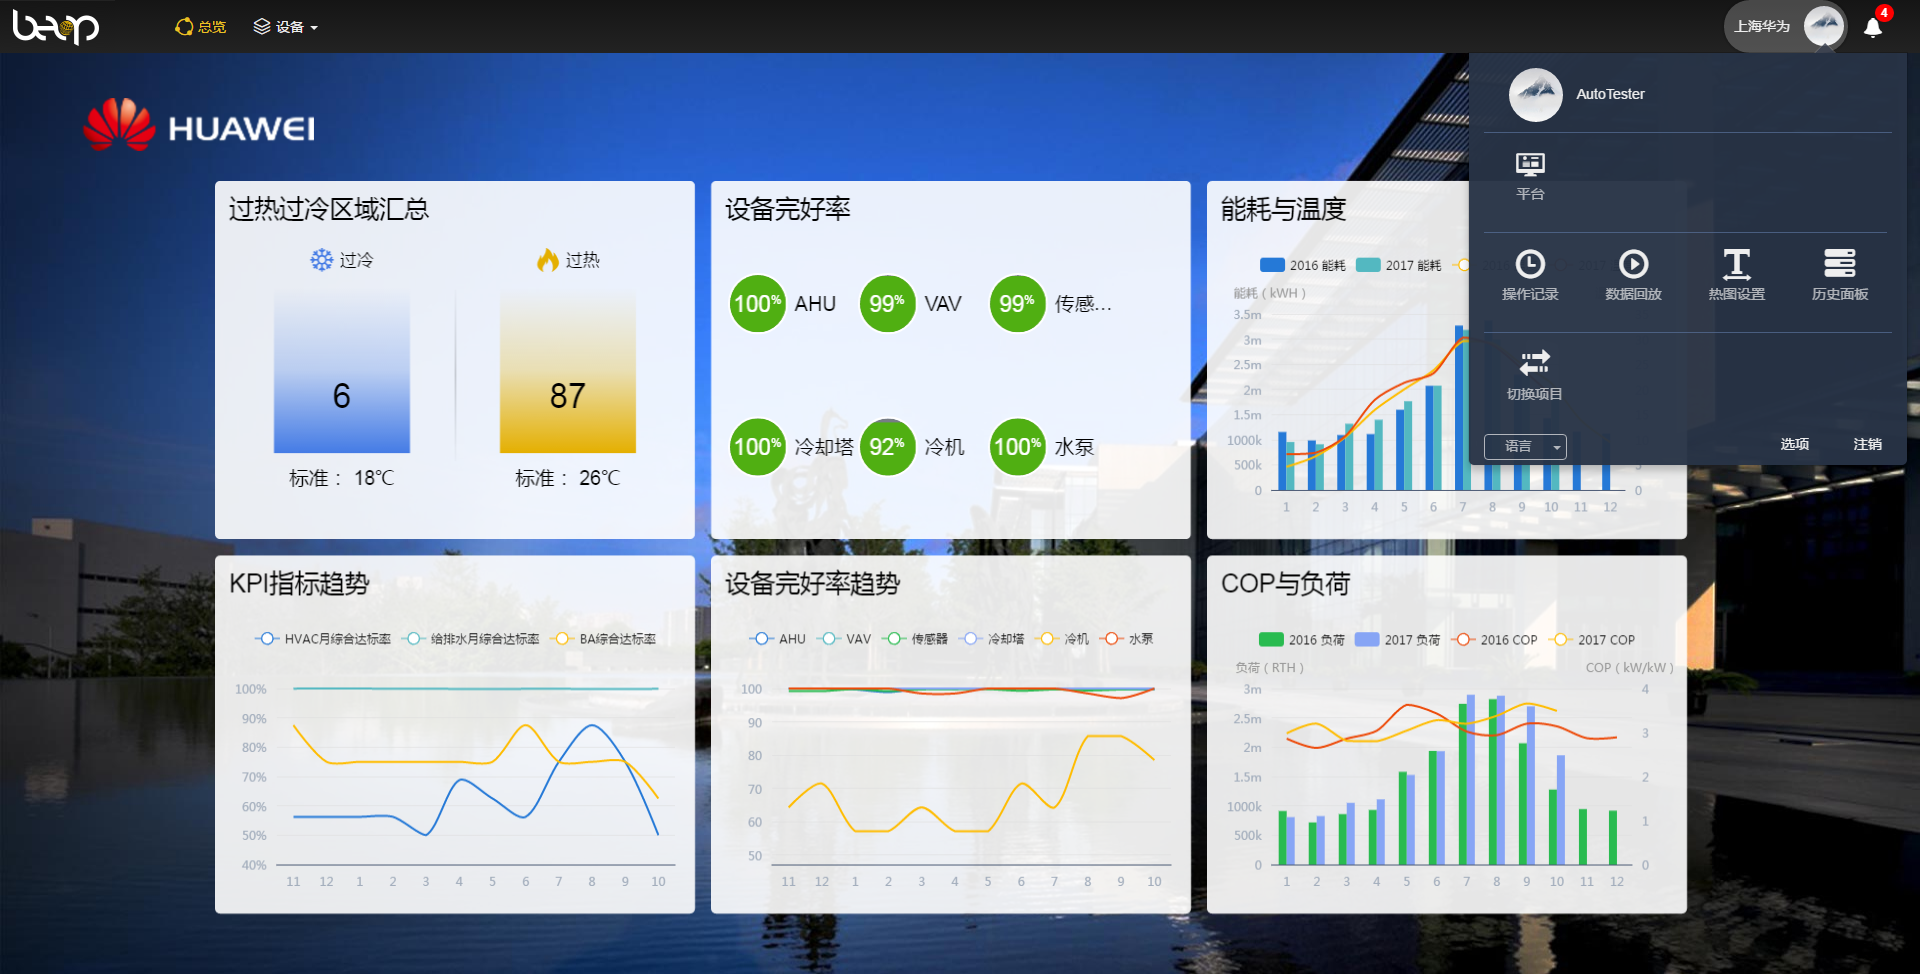 beop
总览
设备
上海华为
4
HUAWEI
AutoTester
平台
操作记录
数据回放
热图设置
历史面板
切换项目
语言
选项
注销
过热过冷区域汇总
过冷
过热
6
87
标准： 18℃
标准： 26℃
设备完好率
100% AHU
99% VAV
99% 传感...
100% 冷却塔
92% 冷机
100% 水泵
能耗与温度
2016 能耗
2017 能耗
能耗（kWH）
3.5m
3m
2.5m
2m
1.5m
1000k
500k
0
5
0
1 2 3 4 5 6 7 8 9 10 11 12
KPI指标趋势
HVAC月综合达标率
给排水月综合达标率
BA综合达标率
100%
90%
80%
70%
60%
50%
40%
11 12 1 2 3 4 5 6 7 8 9 10
设备完好率趋势
AHU
VAV
传感器
冷却塔
冷机
水泵
100
90
80
70
60
50
11 12 1 2 3 4 5 6 7 8 9 10
COP与负荷
2016 负荷
2017 负荷
2016 COP
2017 COP
负荷（RTH）
COP（kW/kW）
3m
2.5m
2m
1.5m
1000k
500k
0
4
3
2
1
0
1 2 3 4 5 6 7 8 9 10 11 12